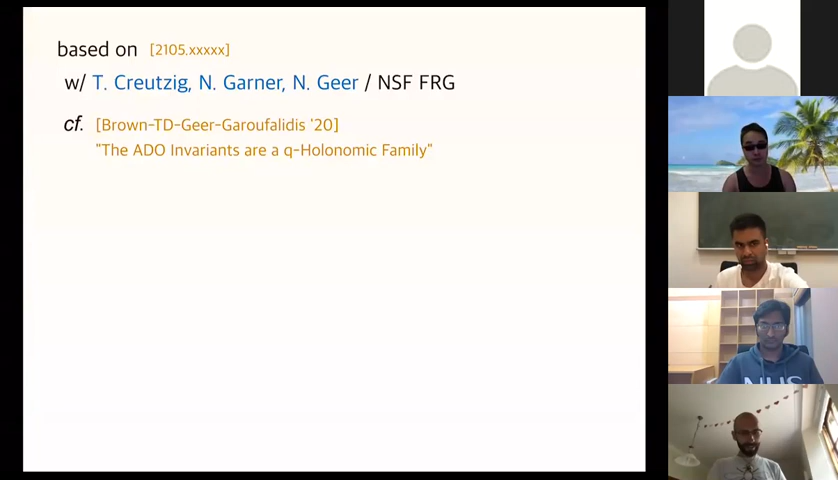 based on [2105.xxxxx]
w/ T. Creutzig, N. Garner, N. Geer / NSF FRG
cf. [Brown-TD-Geer-Garoufalidis '20]
"The ADO Invariants are a q-Holonomic Family"
NUS